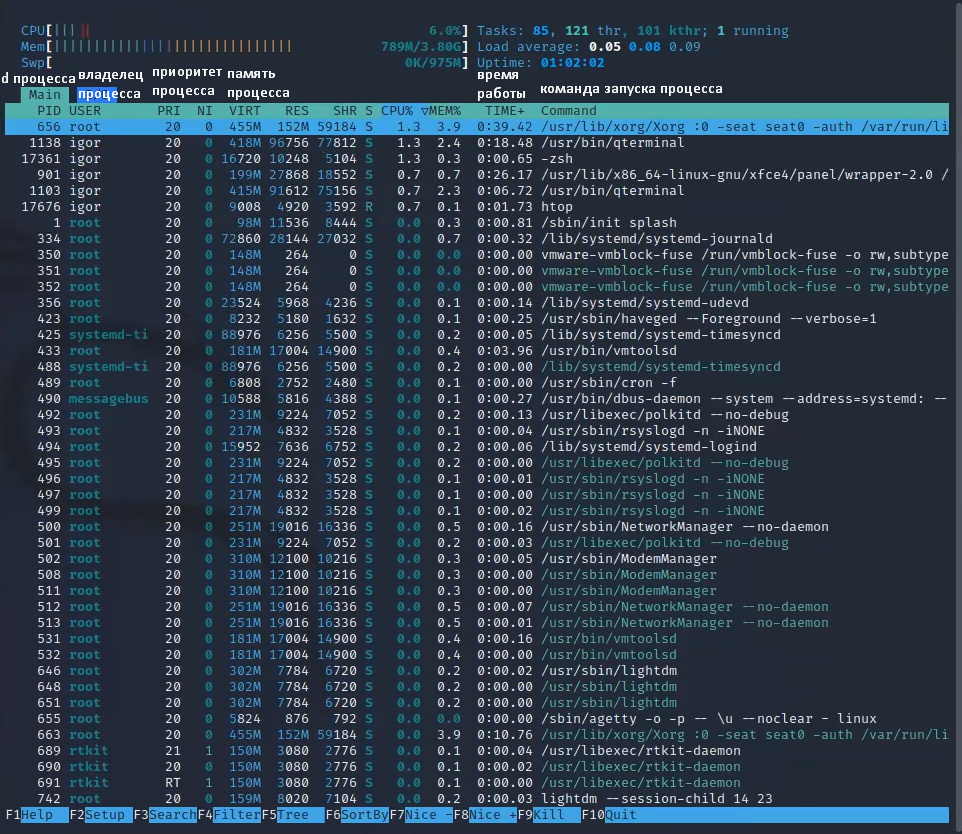 CPU[||| || 6.0%] Tasks: 85, 121 thr, 101 kthr; 1 running
Mem[|||||||||||||||||||||||||||||| 789M/3.80G] Load average: 0.05 0.08 0.09
Swp[ 0K/975M] Uptime: 01:02:02
d процесса владелец процесса приоритет процесса память процесса время работы команда запуска процесса
Main
PID USER PRI NI VIRT RES SHR S CPU% ▽MEM% TIME+ Command
656 root 20 0 455M 152M 59184 S 1.3 3.9 0:39.42 /usr/lib/xorg/Xorg :0 -seat seat0 -auth /var/run/li
1138 igor 20 0 418M 96756 77812 S 1.3 2.4 0:18.48 /usr/bin/qterminal
17361 igor 20 0 16720 10248 5104 S 1.3 0.3 0:00.65 -zsh
901 igor 20 0 199M 27868 18552 S 0.7 0.7 0:26.17 /usr/lib/x86_64-linux-gnu/xfce4/panel/wrapper-2.0 /
1103 igor 20 0 415M 91612 75156 S 0.7 2.3 0:06.72 /usr/bin/qterminal
17676 igor 20 0 9008 4920 3592 R 0.7 0.1 0:01.73 htop
1 root 20 0 98M 11536 8444 S 0.0 0.3 0:00.81 /sbin/init splash
334 root 20 0 72860 28144 27032 S 0.0 0.7 0:00.32 /lib/systemd/systemd-journald
350 root 20 0 148M 264 0 S 0.0 0.0 0:00.00 vmware-vmblock-fuse /run/vmblock-fuse -o rw,subtype
351 root 20 0 148M 264 0 S 0.0 0.0 0:00.00 vmware-vmblock-fuse /run/vmblock-fuse -o rw,subtype
352 root 20 0 148M 264 0 S 0.0 0.0 0:00.00 vmware-vmblock-fuse /run/vmblock-fuse -o rw,subtype
356 root 20 0 23524 5968 4236 S 0.0 0.1 0:00.14 /lib/systemd/systemd-udevd
423 root 20 0 8232 5180 1632 S 0.0 0.1 0:00.25 /usr/sbin/haveged --Foreground --verbose=1
425 systemd-ti 20 0 88976 6256 5500 S 0.0 0.2 0:00.05 /lib/systemd/systemd-timesyncd
433 root 20 0 181M 17004 14900 S 0.0 0.4 0:03.96 /usr/bin/vmtoolsd
488 systemd-ti 20 0 88976 6256 5500 S 0.0 0.2 0:00.00 /lib/systemd/systemd-timesyncd
489 root 20 0 6808 2752 2480 S 0.0 0.1 0:00.00 /usr/sbin/cron -f
490 messagebus 20 0 10588 5816 4388 S 0.0 0.1 0:00.27 /usr/bin/dbus-daemon --system --address=systemd: --
492 root 20 0 231M 9224 7052 S 0.0 0.2 0:00.13 /usr/libexec/polkitd --no-debug
493 root 20 0 217M 4832 3528 S 0.0 0.1 0:00.04 /usr/sbin/rsyslogd -n -iNONE
494 root 20 0 15952 7636 6752 S 0.0 0.2 0:00.06 /lib/systemd/systemd-logind
495 root 20 0 231M 9224 7052 S 0.0 0.2 0:00.00 /usr/libexec/polkitd --no-debug
496 root 20 0 217M 4832 3528 S 0.0 0.1 0:00.01 /usr/sbin/rsyslogd -n -iNONE
497 root 20 0 217M 4832 3528 S 0.0 0.1 0:00.00 /usr/sbin/rsyslogd -n -iNONE
499 root 20 0 217M 4832 3528 S 0.0 0.1 0:00.02 /usr/sbin/rsyslogd -n -iNONE
500 root 20 0 251M 19016 16336 S 0.0 0.5 0:00.16 /usr/sbin/NetworkManager --no-daemon
501 root 20 0 231M 9224 7052 S 0.0 0.2 0:00.03 /usr/libexec/polkitd --no-debug
502 root 20 0 310M 12100 10216 S 0.0 0.3 0:00.05 /usr/sbin/ModemManager
508 root 20 0 310M 12100 10216 S 0.0 0.3 0:00.00 /usr/sbin/ModemManager
511 root 20 0 310M 12100 10216 S 0.0 0.3 0:00.00 /usr/sbin/ModemManager
512 root 20 0 251M 19016 16336 S 0.0 0.5 0:00.07 /usr/sbin/NetworkManager --no-daemon
513 root 20 0 251M 19016 16336 S 0.0 0.5 0:00.01 /usr/sbin/NetworkManager --no-daemon
531 root 20 0 181M 17004 14900 S 0.0 0.4 0:00.16 /usr/bin/vmtoolsd
532 root 20 0 181M 17004 14900 S 0.0 0.4 0:00.00 /usr/bin/vmtoolsd
646 root 20 0 302M 7784 6720 S 0.0 0.2 0:00.02 /usr/sbin/lightdm
648 root 20 0 302M 7784 6720 S 0.0 0.2 0:00.00 /usr/sbin/lightdm
651 root 20 0 302M 7784 6720 S 0.0 0.2 0:00.00 /usr/sbin/lightdm
655 root 20 0 5824 876 792 S 0.0 0.0 0:00.00 /sbin/agetty -o -p -- \u --noclear - linux
663 root 20 0 455M 152M 59184 S 0.0 3.9 0:10.76 /usr/lib/xorg/Xorg :0 -seat seat0 -auth /var/run/li
689 rtkit 21 1 150M 3080 2776 S 0.0 0.1 0:00.04 /usr/libexec/rtkit-daemon
690 rtkit 20 0 150M 3080 2776 S 0.0 0.1 0:00.02 /usr/libexec/rtkit-daemon
691 rtkit RT 1 150M 3080 2776 S 0.0 0.1 0:00.00 /usr/libexec/rtkit-daemon
742 root 20 0 159M 8020 7104 S 0.0 0.2 0:00.03 lightdm --session-child 14 23
F1Help F2Setup F3SearchF4FilterF5Tree F6SortByF7Nice -F8Nice +F9Kill F10Quit